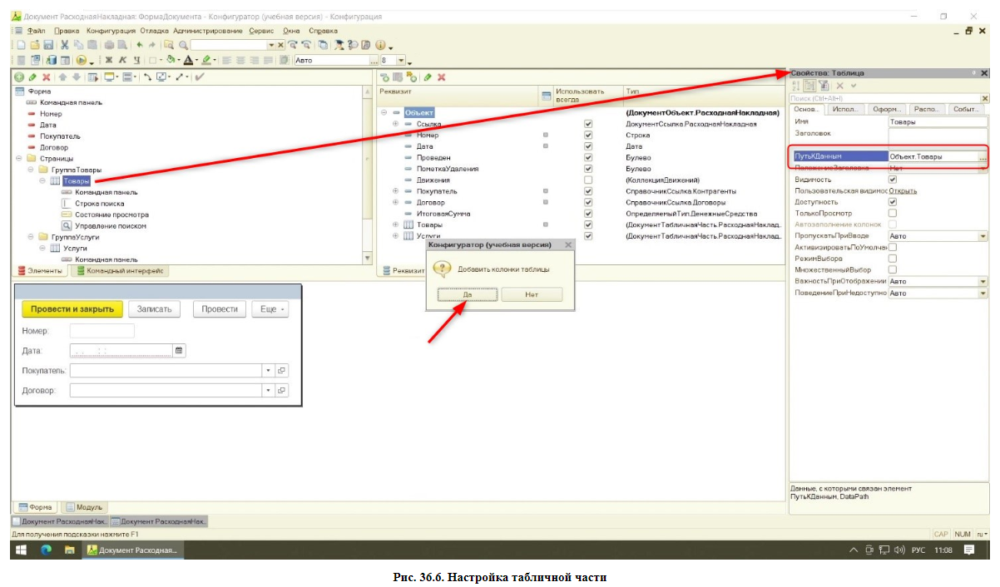 Документ РасходнаяНакладная: ФормаДокумента - Конфигуратор (учебная версия) - Конфигурация
Файл Правка Конфигурация Отладка Администрирование Сервис Окна Справка
Ж К Ч Авто 8
Форма
Командная панель
Номер
Дата
Покупатель
Договор
Страницы
ГруппаТовары
Товары
Командная панель
Строка поиска
Состояние просмотра
Управление поиском
ГруппаУслуги
Услуги
Командная панель
Элементы Командный интерфейс
Реквизит Использовать всегда Тип
Объект (ДокументОбъект.РасходнаяНакладная)
Ссылка ДокументСсылка.РасходнаяНакладная
Номер Строка
Дата Дата
Проведен Булево
ПометкаУдаления Булево
Движения (КоллекцияДвижений)
Покупатель СправочникСсылка.Контрагенты
Договор СправочникСсылка.Договоры
ИтоговаяСумма ОпределяемыйТип.ДенежныеСредства
Товары (ДокументТабличнаяЧасть.РасходнаяНаклад..
Услуги (ДокументТабличнаяЧасть.РасходнаяНаклад..
Реквизит
Конфигуратор (учебная версия)
Добавить колонки таблицы
Да Нет
Свойства: Таблица
Поиск (Ctrl+Alt+I)
Основ... Испол... Оформ... Распо... Событ...
Имя Товары
Заголовок
ПутьКДанным Объект.Товары ...
ПоложениеЗаголовка Нет
Видимость
Пользовательская видимос Открыть
Доступность
ТолькоПросмотр
Автозаполнение колонок
ПропускатьПриВводе Авто
АктивизироватьПоУмолчан
РежимВыбора
МножественныйВыбор
ВажностьПриОтображении Авто
ПоведениеПриНедоступно Авто
Данные, с которыми связан элемент
ПутьКДанным, DataPath
Провести и закрыть Записать Провести Еще
Номер:
Дата: . . : :
Покупатель:
Договор:
Форма Модуль
Документ РасходнаяНак... Документ РасходнаяНак...
Для получения подсказки нажмите F1
CAP NUM ru
Документ Расходная...
РУС 11:08
Рис. 36.6. Настройка табличной части